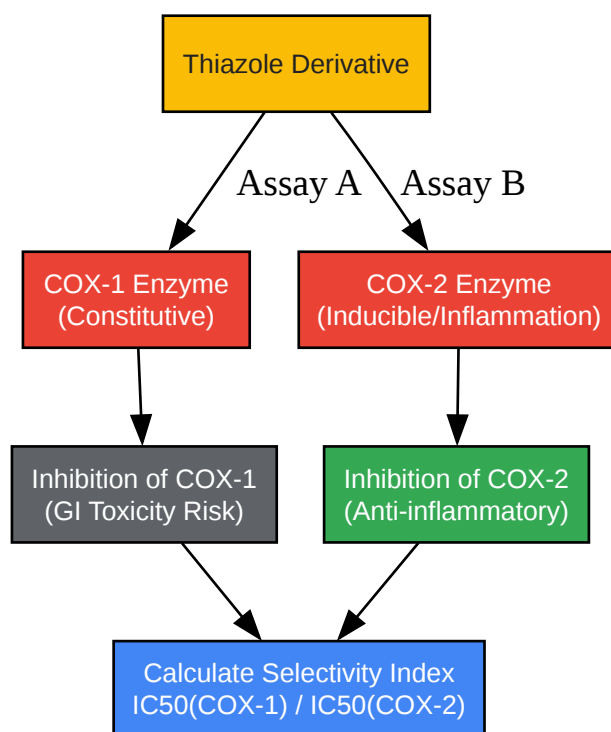 Thiazole Derivative
Assay A
Assay B
COX-1 Enzyme
(Constitutive)
COX-2 Enzyme
(Inducible/Inflammation)
Inhibition of COX-1
(GI Toxicity Risk)
Inhibition of COX-2
(Anti-inflammatory)
Calculate Selectivity Index
IC50(COX-1) / IC50(COX-2)